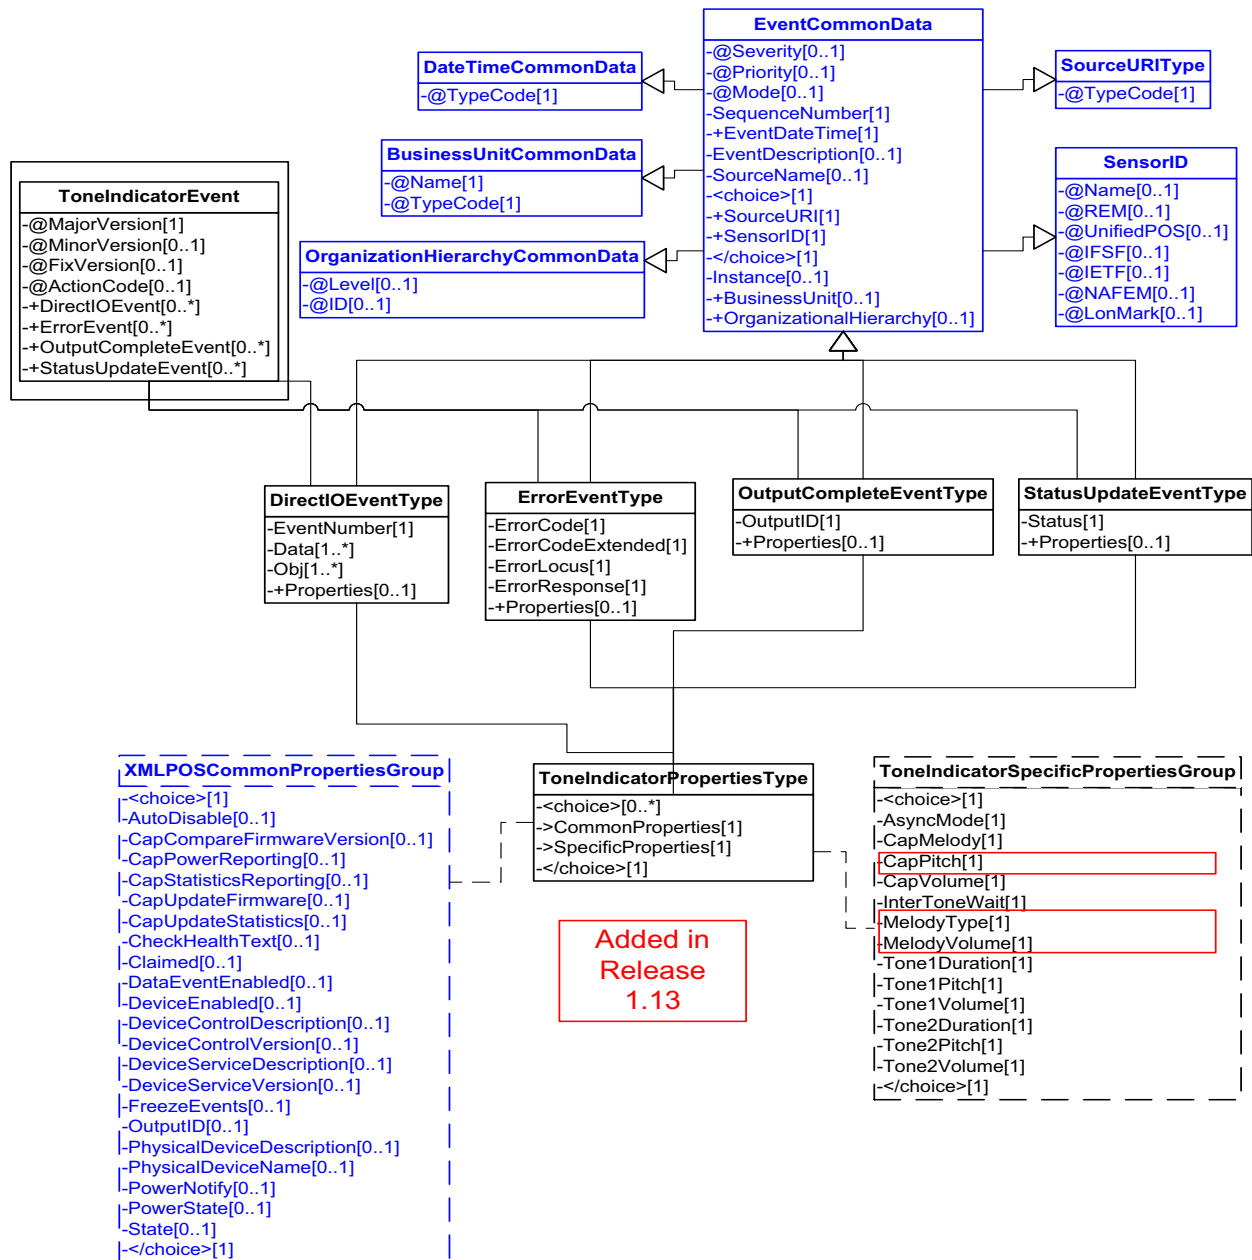 EventCommonData
-@Severity[0..1]
-@Priority[0..1]
-@Mode[0..1]
-SequenceNumber[1]
-+EventDateTime[1]
-EventDescription[0..1]
-SourceName[0..1]
-<choice>[1]
-+SourceURI[1]
-+SensorID[1]
-</choice>[1]
-Instance[0..1]
-+BusinessUnit[0..1]
-+OrganizationalHierarchy[0..1]
DateTimeCommonData
-@TypeCode[1]
SourceURIType
-@TypeCode[1]
BusinessUnitCommonData
-@Name[1]
-@TypeCode[1]
SensorID
-@Name[0..1]
-@REM[0..1]
-@UnifiedPOS[0..1]
-@IFSF[0..1]
-@IETF[0..1]
-@NAFEM[0..1]
-@LonMark[0..1]
OrganizationHierarchyCommonData
-@Level[0..1]
-@ID[0..1]
ToneIndicatorEvent
-@MajorVersion[1]
-@MinorVersion[0..1]
-@FixVersion[0..1]
-@ActionCode[0..1]
-+DirectIOEvent[0..*]
-+ErrorEvent[0..*]
-+OutputCompleteEvent[0..*]
-+StatusUpdateEvent[0..*]
DirectIOEventType
-EventNumber[1]
-Data[1..*]
-Obj[1..*]
-+Properties[0..1]
ErrorEventType
-ErrorCode[1]
-ErrorCodeExtended[1]
-ErrorLocus[1]
-ErrorResponse[1]
-+Properties[0..1]
OutputCompleteEventType
-OutputID[1]
-+Properties[0..1]
StatusUpdateEventType
-Status[1]
-+Properties[0..1]
XMLPOSCommonPropertiesGroup
-<choice>[1]
-AutoDisable[0..1]
-CapCompareFirmwareVersion[0..1]
-CapPowerReporting[0..1]
-CapStatisticsReporting[0..1]
-CapUpdateFirmware[0..1]
-CapUpdateStatistics[0..1]
-CheckHealthText[0..1]
-Claimed[0..1]
-DataEventEnabled[0..1]
-DeviceEnabled[0..1]
-DeviceControlDescription[0..1]
-DeviceControlVersion[0..1]
-DeviceServiceDescription[0..1]
-DeviceServiceVersion[0..1]
-FreezeEvents[0..1]
-OutputID[0..1]
-PhysicalDeviceDescription[0..1]
-PhysicalDeviceName[0..1]
-PowerNotify[0..1]
-PowerState[0..1]
-State[0..1]
-</choice>[1]
ToneIndicatorPropertiesType
-<choice>[0..*]
->CommonProperties[1]
->SpecificProperties[1]
-</choice>[1]
Added in
Release
1.13
ToneIndicatorSpecificPropertiesGroup
-<choice>[1]
-AsyncMode[1]
-CapMelody[1]
-CapPitch[1]
-CapVolume[1]
-InterToneWait[1]
-MelodyType[1]
-MelodyVolume[1]
-Tone1Duration[1]
-Tone1Pitch[1]
-Tone1Volume[1]
-Tone2Duration[1]
-Tone2Pitch[1]
-Tone2Volume[1]
-</choice>[1]